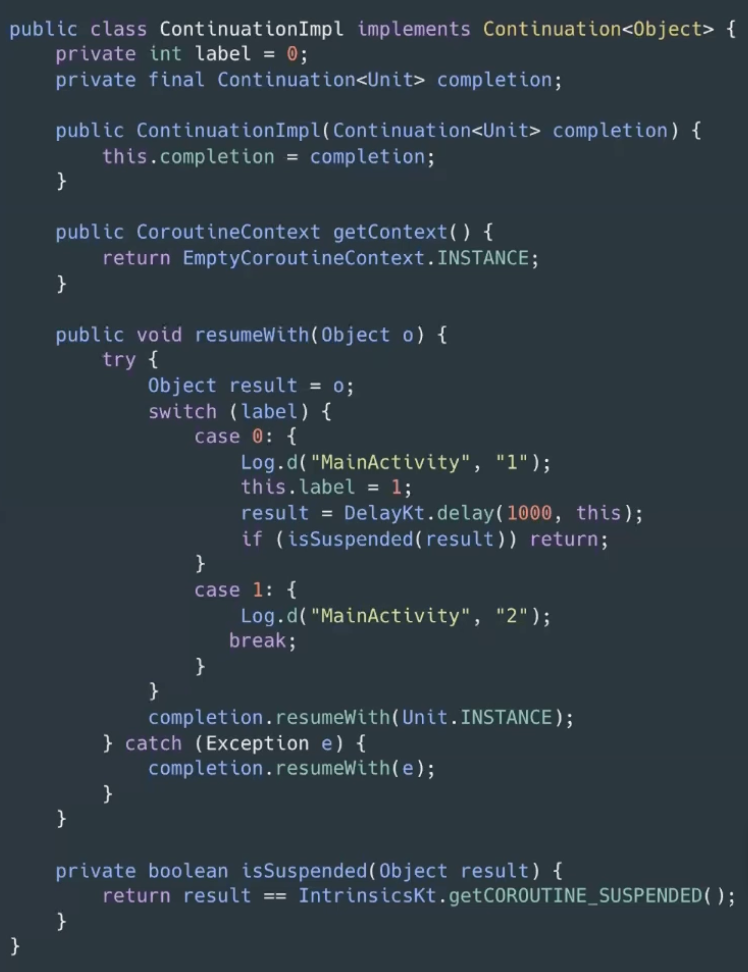 public class ContinuationImpl implements Continuation<Object> {
    private int label = 0;
    private final Continuation<Unit> completion;

    public ContinuationImpl(Continuation<Unit> completion) {
        this.completion = completion;
    }

    public CoroutineContext getContext() {
        return EmptyCoroutineContext.INSTANCE;
    }

    public void resumeWith(Object o) {
        try {
            Object result = o;
            switch (label) {
                case 0: {
                    Log.d("MainActivity", "1");
                    this.label = 1;
                    result = DelayKt.delay(1000, this);
                    if (isSuspended(result)) return;
                }
                case 1: {
                    Log.d("MainActivity", "2");
                   break;
                }
            }
            completion.resumeWith(Unit.INSTANCE);
        } catch (Exception e) {
            completion.resumeWith(e);
        }
    }

    private boolean isSuspended(Object result) {
        return result == IntrinsicsKt.getCOROUTINE_SUSPENDED();
    }
}